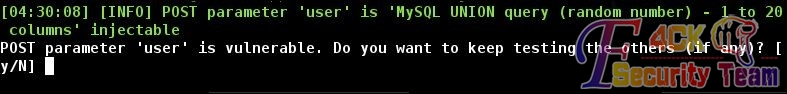 [04:30:08] [INFO] POST parameter 'user' is 'MySQL UNION query (random number) - 1 to 20
columns' injectable
POST parameter 'user' is vulnerable. Do you want to keep testing the others (if any)? [
y/N]
F4CK
Security Team